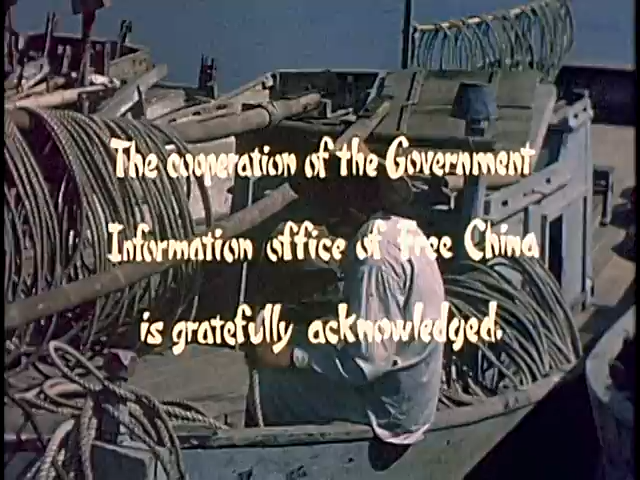 The cooperation of the Government
Information office of Free China
is gratefully acknowledged.